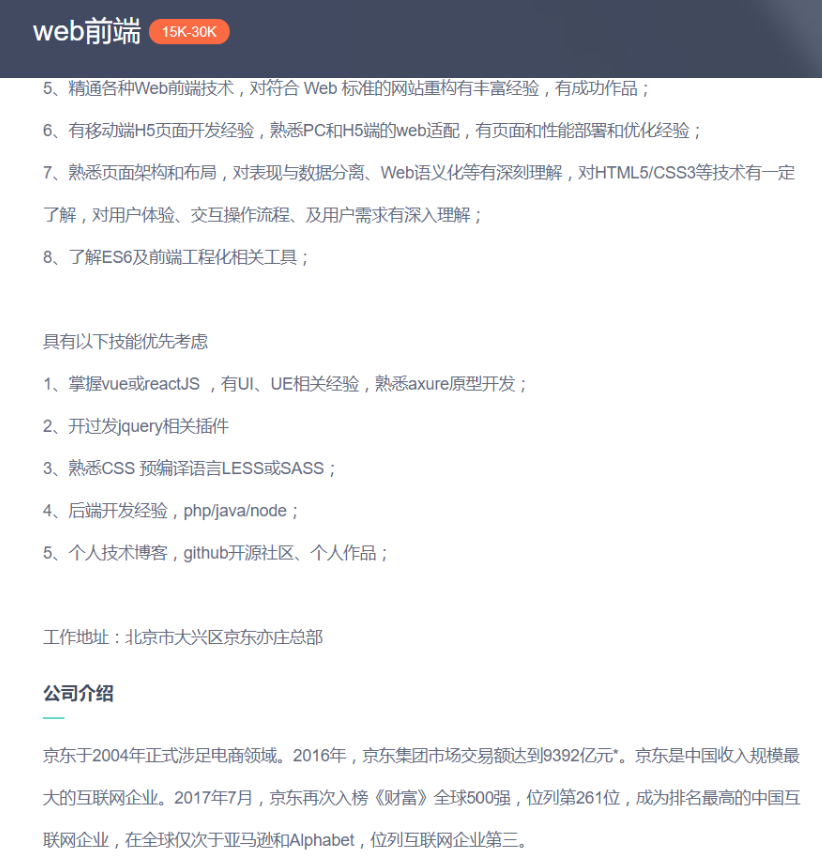 web前端 15K-30K
5、精通各种Web前端技术，对符合 Web 标准的网站重构有丰富经验，有成功作品；
6、有移动端H5页面开发经验，熟悉PC和H5端的web适配，有页面和性能部署和优化经验；
7、熟悉页面架构和布局，对表现与数据分离、Web语义化等有深刻理解，对HTML5/CSS3等技术有一定
了解，对用户体验、交互操作流程、及用户需求有深入理解；
8、了解ES6及前端工程化相关工具；
具有以下技能优先考虑
1、掌握vue或reactJS ，有UI、UE相关经验，熟悉axure原型开发；
2、开过发jquery相关插件
3、熟悉CSS 预编译语言LESS或SASS；
4、后端开发经验，php/java/node；
5、个人技术博客，github开源社区、个人作品；
工作地址：北京市大兴区京东亦庄总部
公司介绍
京东于2004年正式涉足电商领域。2016年，京东集团市场交易额达到9392亿元*。京东是中国收入规模最
大的互联网企业。2017年7月，京东再次入榜《财富》全球500强，位列第261位，成为排名最高的中国互
联网企业，在全球仅次于亚马逊和Alphabet，位列互联网企业第三。